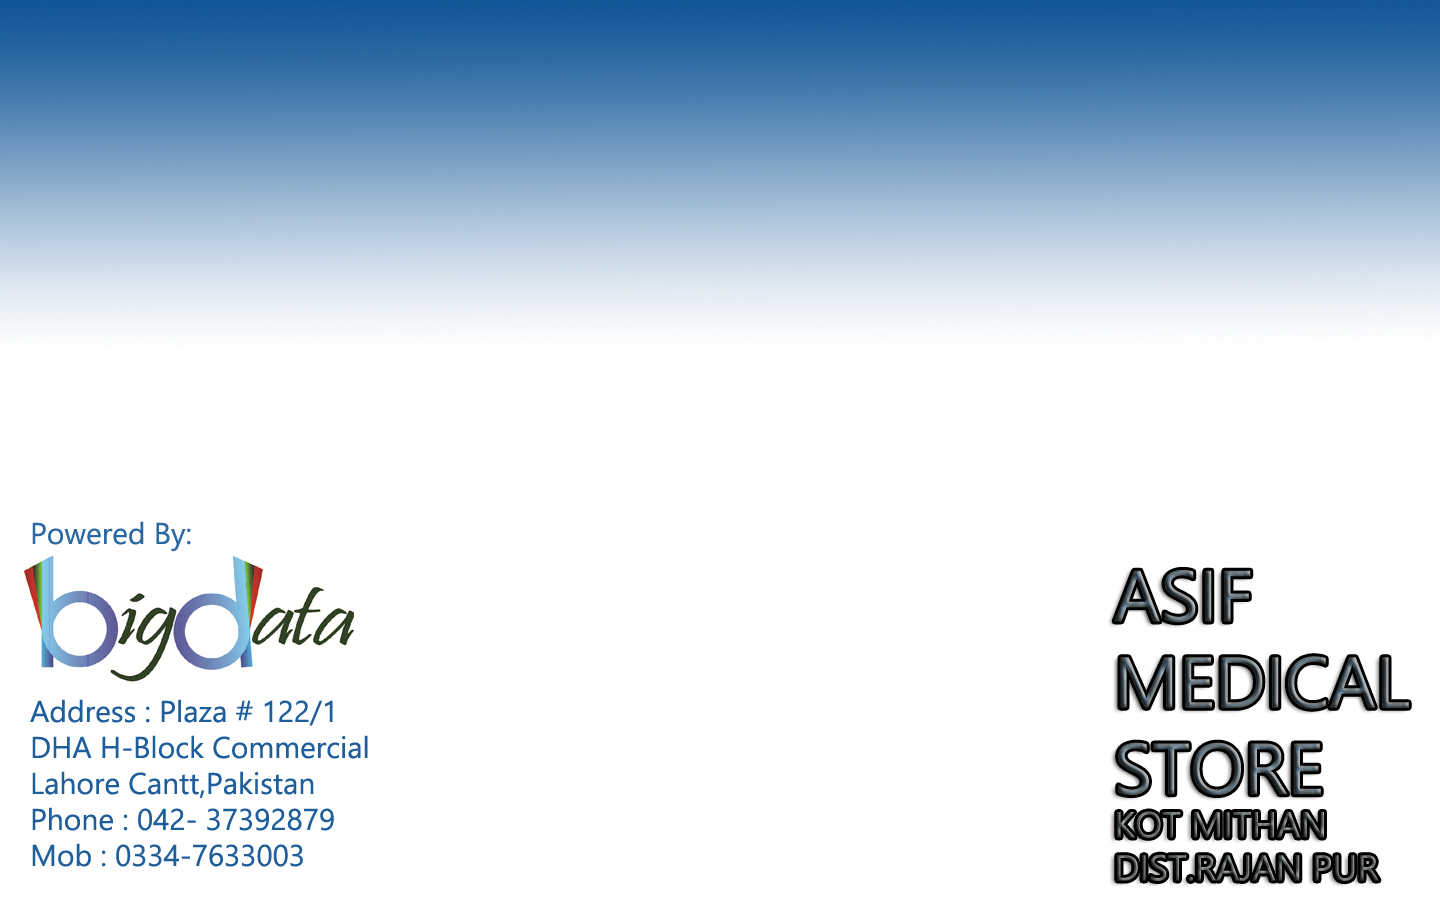 Powered By:
bigdata
Address : Plaza # 122/1
DHA H-Block Commercial
Lahore Cantt,Pakistan
Phone : 042- 37392879
Mob : 0334-7633003
ASIF
MEDICAL
STORE
KOT MITHAN
DIST.RAJAN PUR